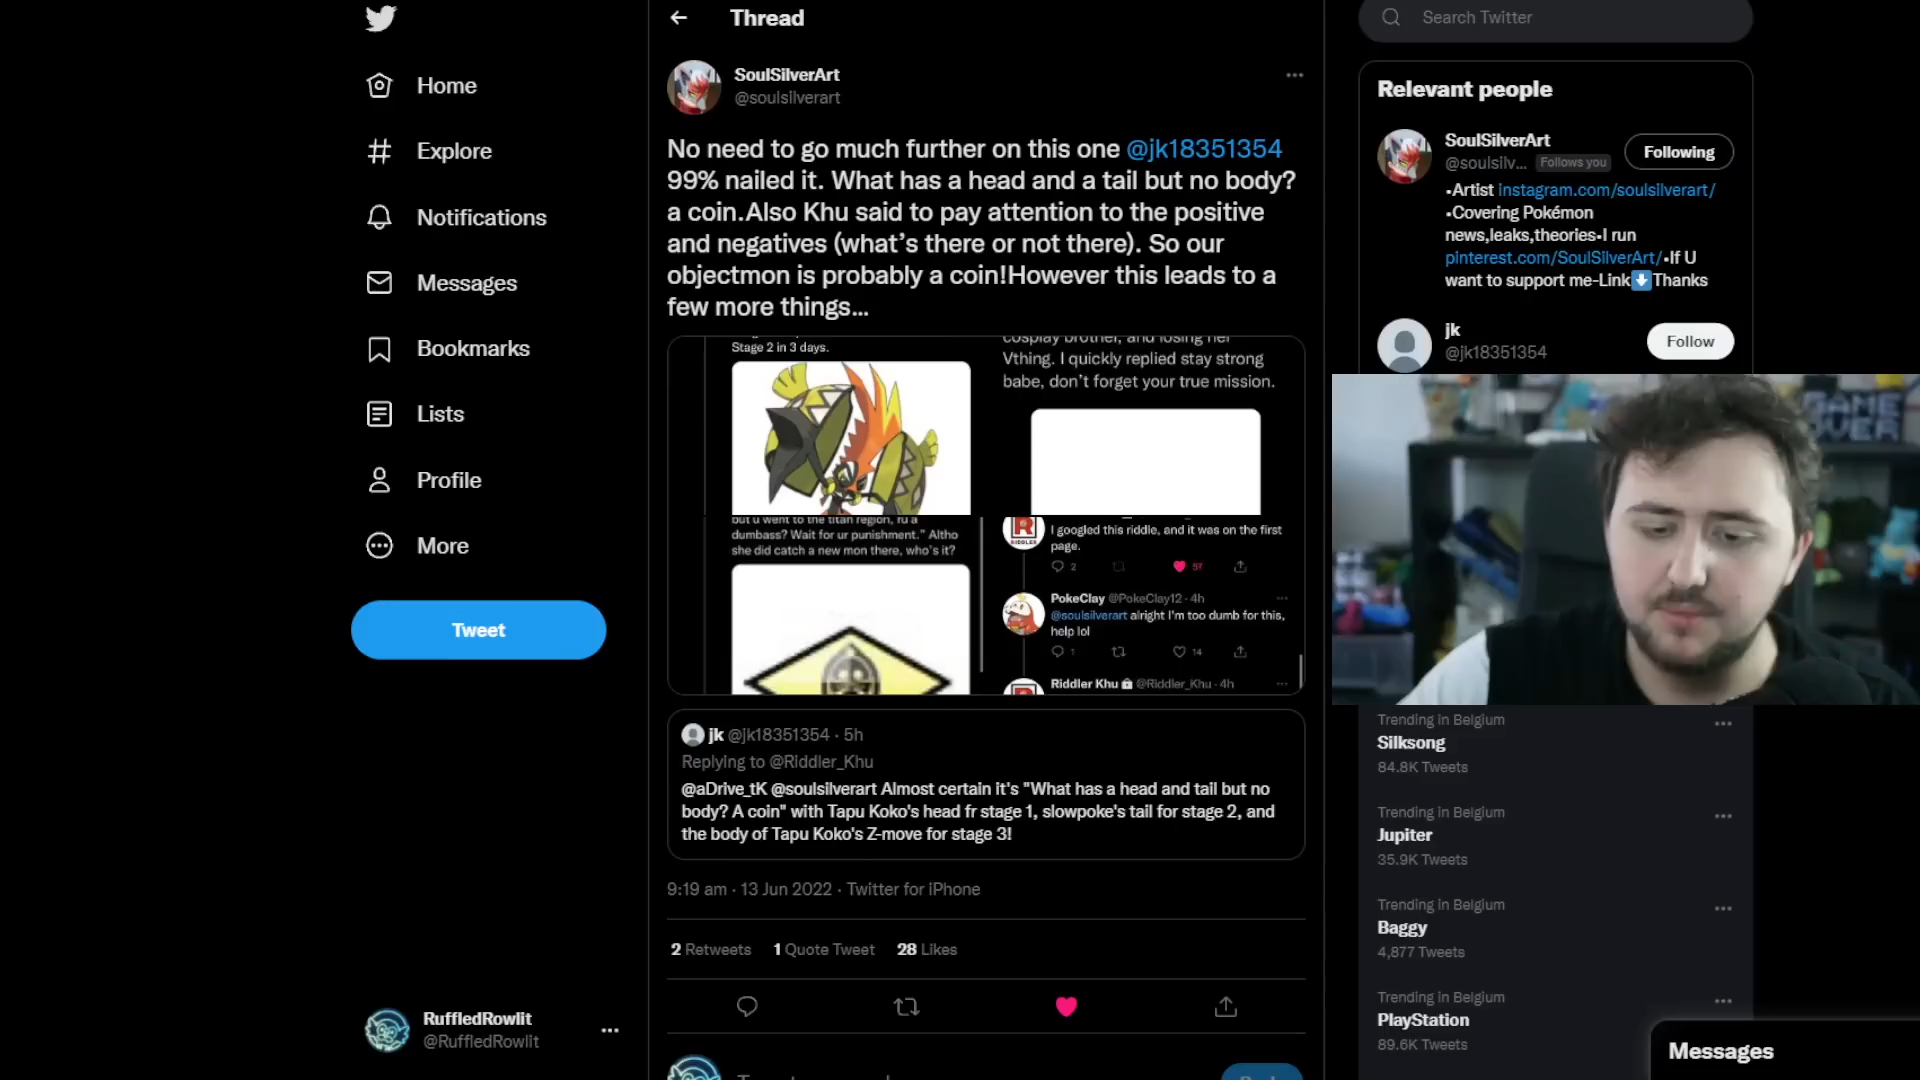 Home
Explore
Notifications
Messages
Bookmarks
Lists
Profile
More
Tweet
RuffledRowlit
@RuffledRowlit
Thread
SoulSilverArt
@soulsilverart
No need to go much further on this one @jk18351354
99% nailed it. What has a head and a tail but no body?
a coin.Also Khu said to pay attention to the positive
and negatives (what's there or not there). So our
objectmon is probably a coin!However this leads to a
few more things...
Stage 2 in 3 days.
cosplay brother, and losing her
Vthing. I quickly replied stay strong
babe, don't forget your true mission.
but u went to the titan region, ru a
dumbass? Wait for ur punishment." Altho
she did catch a new mon there, who's it?
I googled this riddle, and it was on the first
page.
2
57
PokeClay @PokeClay12 · 4h
@soulsilverart alright I'm too dumb for this,
help lol
1
14
Riddler Khu @Riddler_Khu · 4h
jk @jk18351354 · 5h
Replying to @Riddler_Khu
@aDrive_tK @soulsilverart Almost certain it's "What has a head and tail but no
body? A coin" with Tapu Koko's head fr stage 1, slowpoke's tail for stage 2, and
the body of Tapu Koko's Z-move for stage 3!
9:19 am · 13 Jun 2022 · Twitter for iPhone
2 Retweets 1 Quote Tweet 28 Likes
Search Twitter
Relevant people
SoulSilverArt
@soulsilv... Follows you
Following
•Artist instagram.com/soulsilverart/
•Covering Pokémon
news,leaks,theories•I run
pinterest.com/SoulSilverArt/•If U
want to support me-Link⬇Thanks
jk
@jk18351354
Follow
GAME
OVER
Trending in Belgium
Silksong
84.8K Tweets
Trending in Belgium
Jupiter
35.9K Tweets
Trending in Belgium
Baggy
4,877 Tweets
Trending in Belgium
PlayStation
89.6K Tweets
Messages